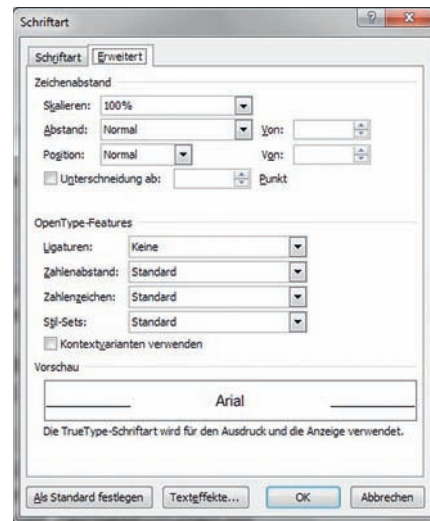 Schriftart
Schriftart Erweitert
Zeichenabstand
Skalieren: 100%
Abstand: Normal Von:
Position: Normal Von:
Unterschneidung ab: Punkt
OpenType-Features
Ligaturen: Keine
Zahlenabstand: Standard
Zahlenzeichen: Standard
Stil-Sets: Standard
Kontextvarianten verwenden
Vorschau
Arial
Die TrueType-Schriftart wird für den Ausdruck und die Anzeige verwendet.
Als Standard festlegen Texteffekte... OK Abbrechen